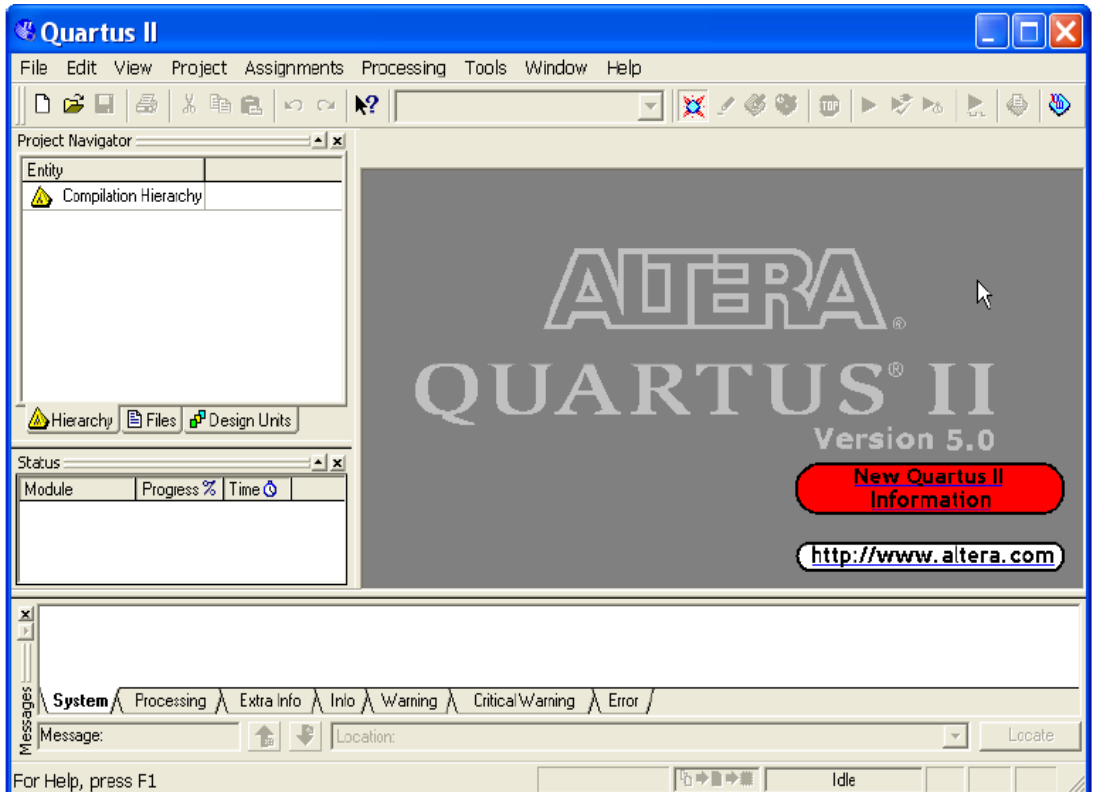 Quartus II
File Edit View Project Assignments Processing Tools Window Help
STOP
Project Navigator
Entity
Compilation Hierarchy
Hierarchy Files Design Units
Status
Module Progress % Time
ALTERA®
QUARTUS® II
Version 5.0
New Quartus II
Information
http://www.altera.com
Messages
System Processing Extra Info Info Warning Critical Warning Error
Message: Location: Locate
For Help, press F1 Idle